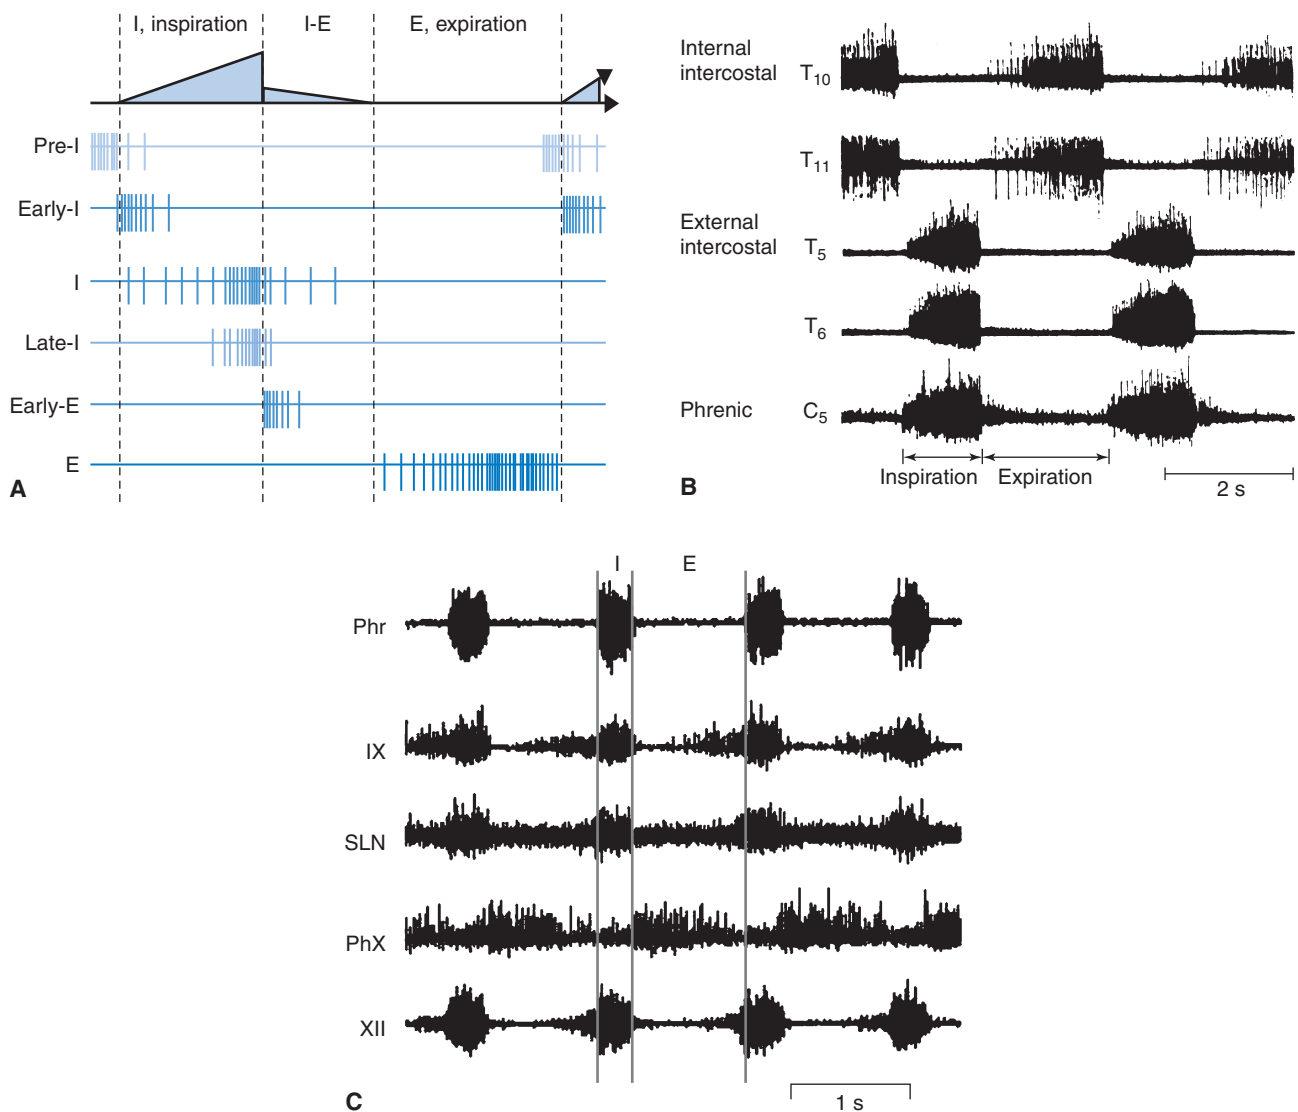 I, inspiration
I-E
E, expiration
Pre-I
Early-I
I
Late-I
Early-E
E
A
Internal
intercostal
T10
T11
External
intercostal
T5
T6
Phrenic
C5
Inspiration
Expiration
2 s
B
I
E
Phr
IX
SLN
PhX
XII
1 s
C